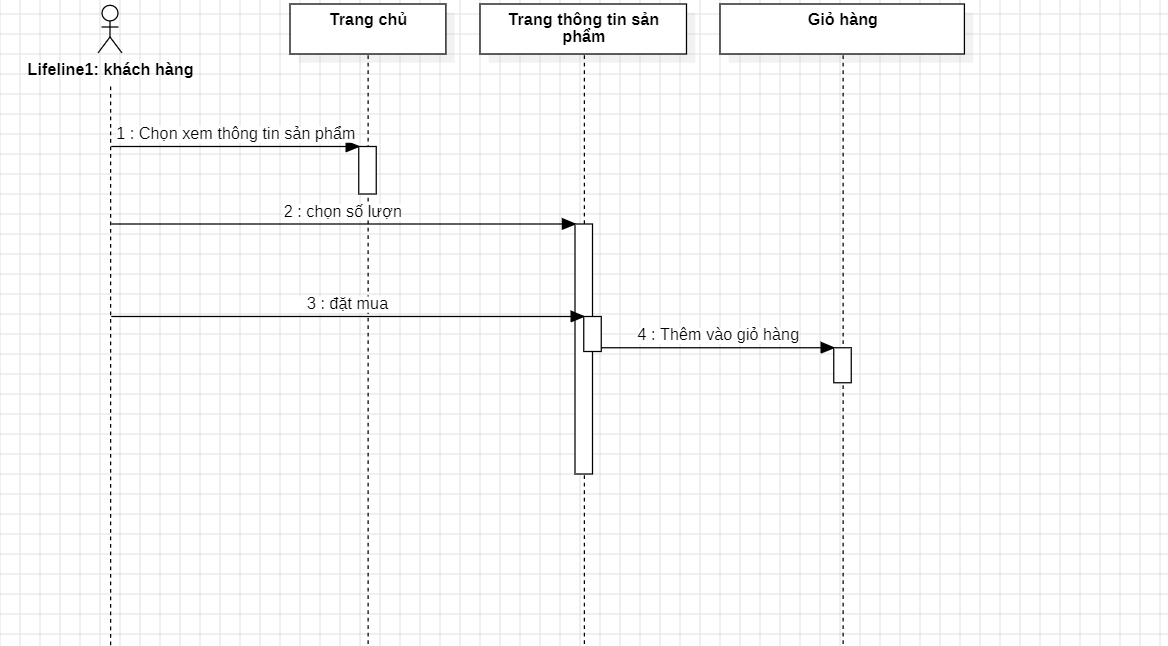 Trang chủ
Trang thông tin sản
phẩm
Giỏ hàng
Lifeline1: khách hàng
1 : Chọn xem thông tin sản phẩm
2 : chọn số lượn
3 : đặt mua
4 : Thêm vào giỏ hàng